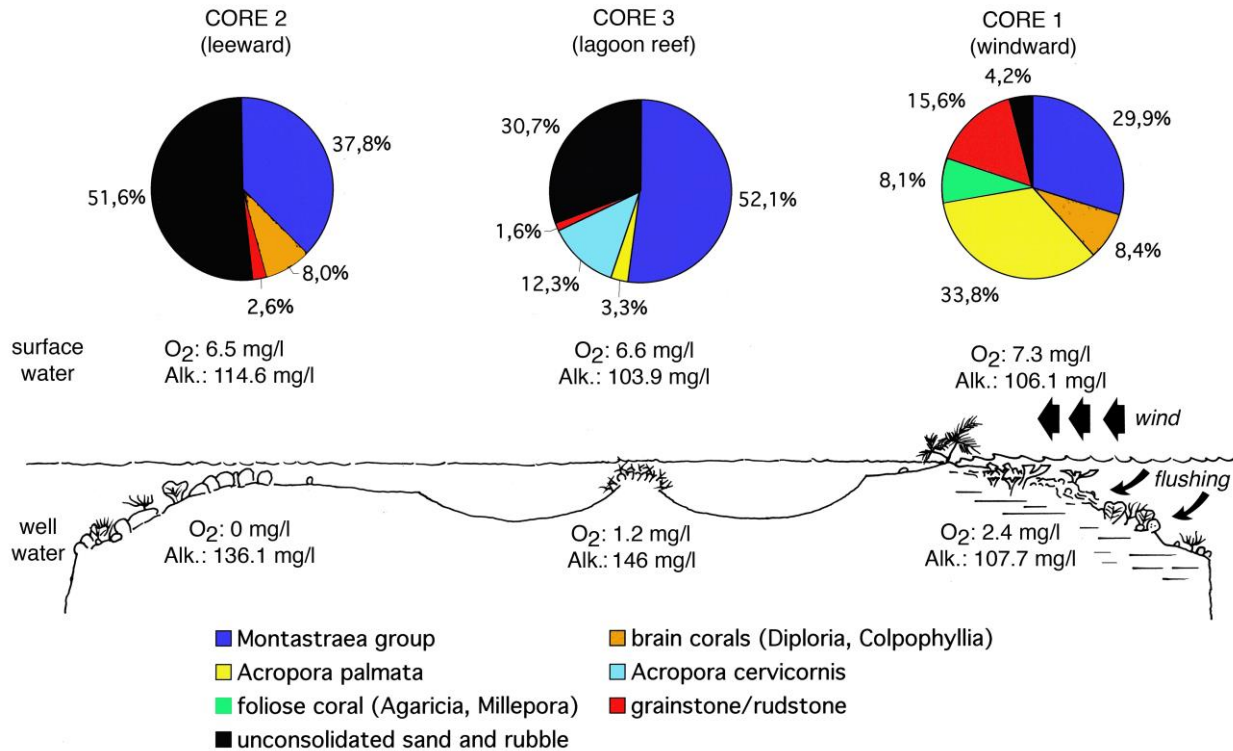 CORE 2
(leeward)
CORE 3
(lagoon reef)
CORE 1
(windward)
51,6%
37,8%
8,0%
2,6%
30,7%
52,1%
1,6%
12,3%
3,3%
4,2%
15,6%
29,9%
8,1%
8,4%
33,8%
surface
water
O2: 6.5 mg/l
Alk.: 114.6 mg/l
O2: 6.6 mg/l
Alk.: 103.9 mg/l
O2: 7.3 mg/l
Alk.: 106.1 mg/l
wind
flushing
well
water
O2: 0 mg/l
Alk.: 136.1 mg/l
O2: 1.2 mg/l
Alk.: 146 mg/l
O2: 2.4 mg/l
Alk.: 107.7 mg/l
Montastraea group
brain corals (Diploria, Colpophyllia)
Acropora palmata
Acropora cervicornis
foliose coral (Agaricia, Millepora)
grainstone/rudstone
unconsolidated sand and rubble